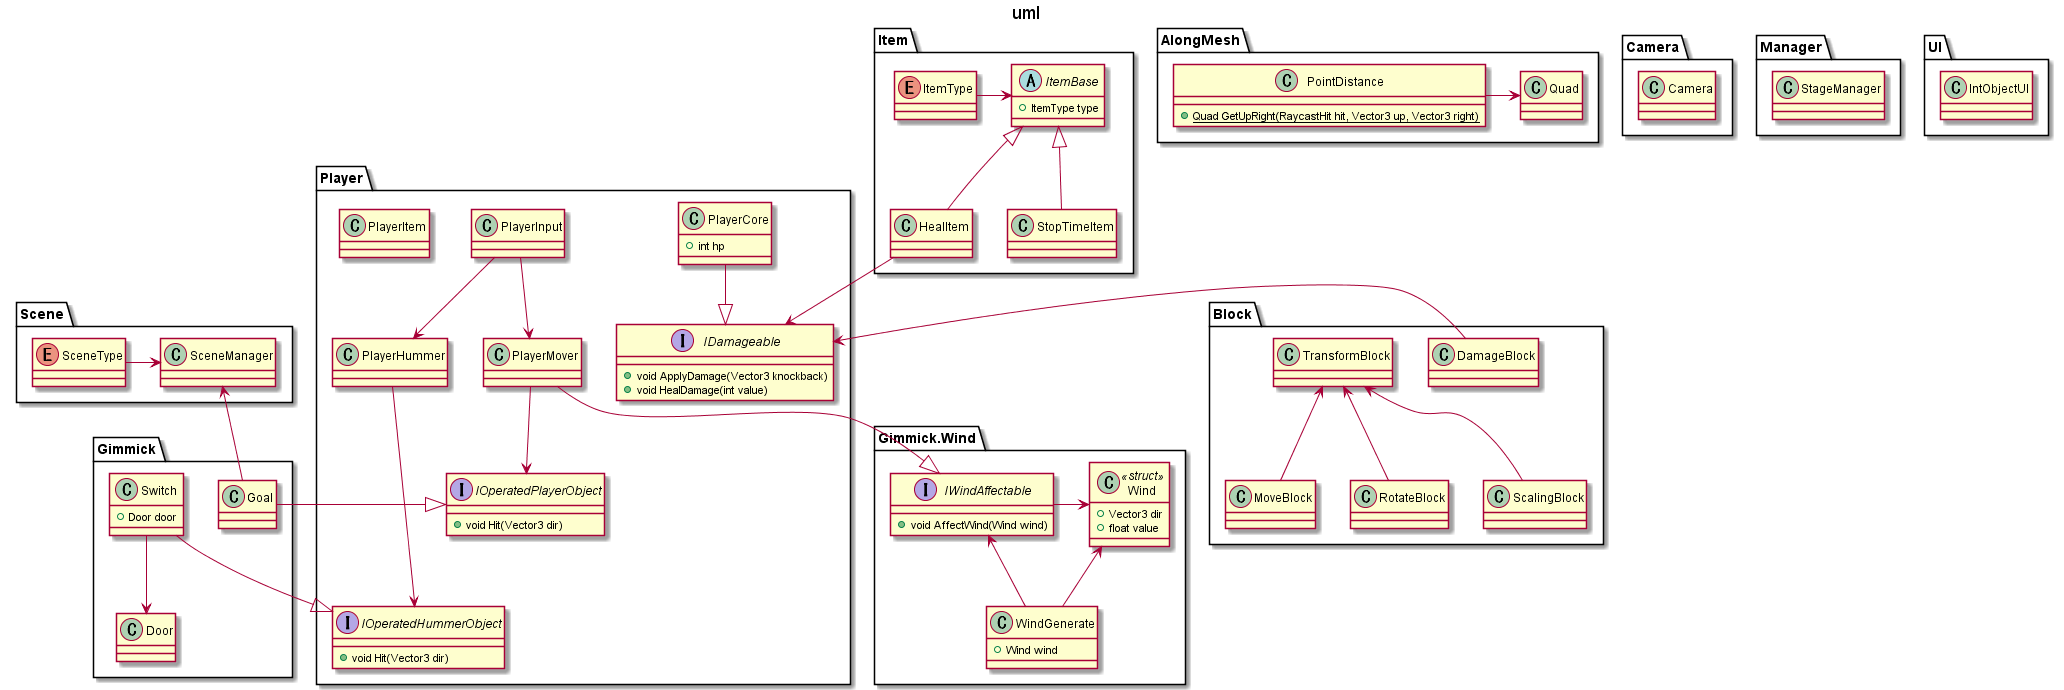 uml
Item
E ItemType
A ItemBase
ItemType type
C HealItem
C StopTimeItem
AlongMesh
C PointDistance
Quad GetUpRight(RaycastHit hit, Vector3 up, Vector3 right)
C Quad
Camera
C Camera
Manager
C StageManager
UI
C IntObjectUI
Player
C PlayerItem
C PlayerInput
C PlayerCore
int hp
C PlayerHummer
C PlayerMover
I IDamageable
void ApplyDamage(Vector3 knockback)
void HealDamage(int value)
I IOperatedPlayerObject
void Hit(Vector3 dir)
I IOperatedHummerObject
void Hit(Vector3 dir)
Scene
E SceneType
C SceneManager
Gimmick
C Switch
Door door
C Goal
C Door
Gimmick.Wind
I IWindAffectable
void AffectWind(Wind wind)
C «struct»
Wind
Vector3 dir
float value
C WindGenerate
Wind wind
Block
C TransformBlock
C DamageBlock
C MoveBlock
C RotateBlock
C ScalingBlock